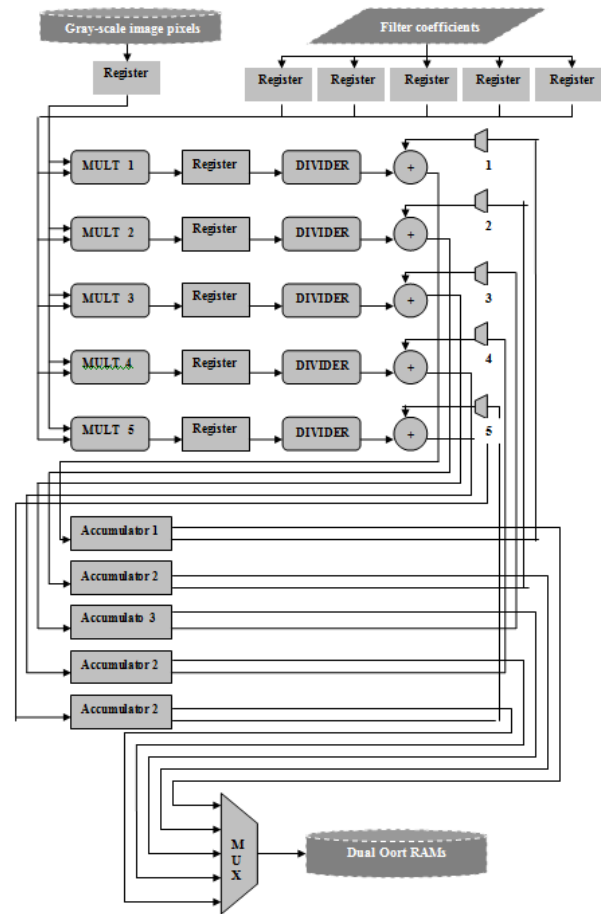 Gray-scale image pixels
Filter coefficients
Register
Register
Register
Register
Register
Register
MULT 1
Register
DIVIDER
+
1
MULT 2
Register
DIVIDER
+
2
MULT 3
Register
DIVIDER
+
3
MULT 4
Register
DIVIDER
+
4
MULT 5
Register
DIVIDER
+
5
Accumulator 1
Accumulator 2
Accumulato 3
Accumulator 2
Accumulator 2
MUX
Dual Oort RAMs